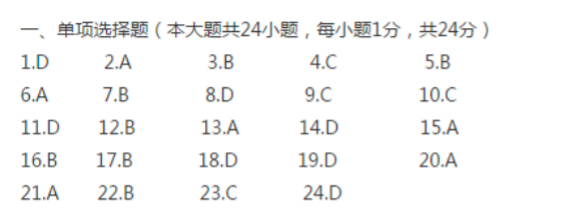 一、单项选择题（本大题共24小题，每小题1分，共24分）
1.D 2.A 3.B 4.C 5.B
6.A 7.B 8.D 9.C 10.C
11.D 12.B 13.A 14.D 15.A
16.B 17.B 18.D 19.D 20.A
21.A 22.B 23.C 24.D